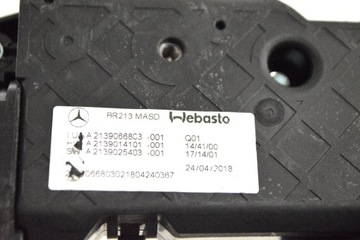 RR213 MASD Webasto
A 2139066803 -001 Q01
A 2139014101 -001 14/41/00
A 2139025403 -001 17/14/01
24/04/2018